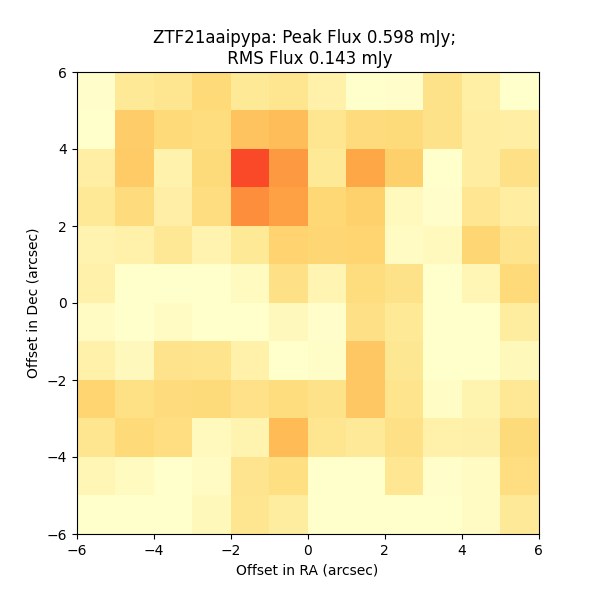 ZTF21aaipypa: Peak Flux 0.598 mJy;
RMS Flux 0.143 mJy
6
4
2
0
−2
−4
−6
Offset in Dec (arcsec)
−6 −4 −2 0 2 4 6
Offset in RA (arcsec)